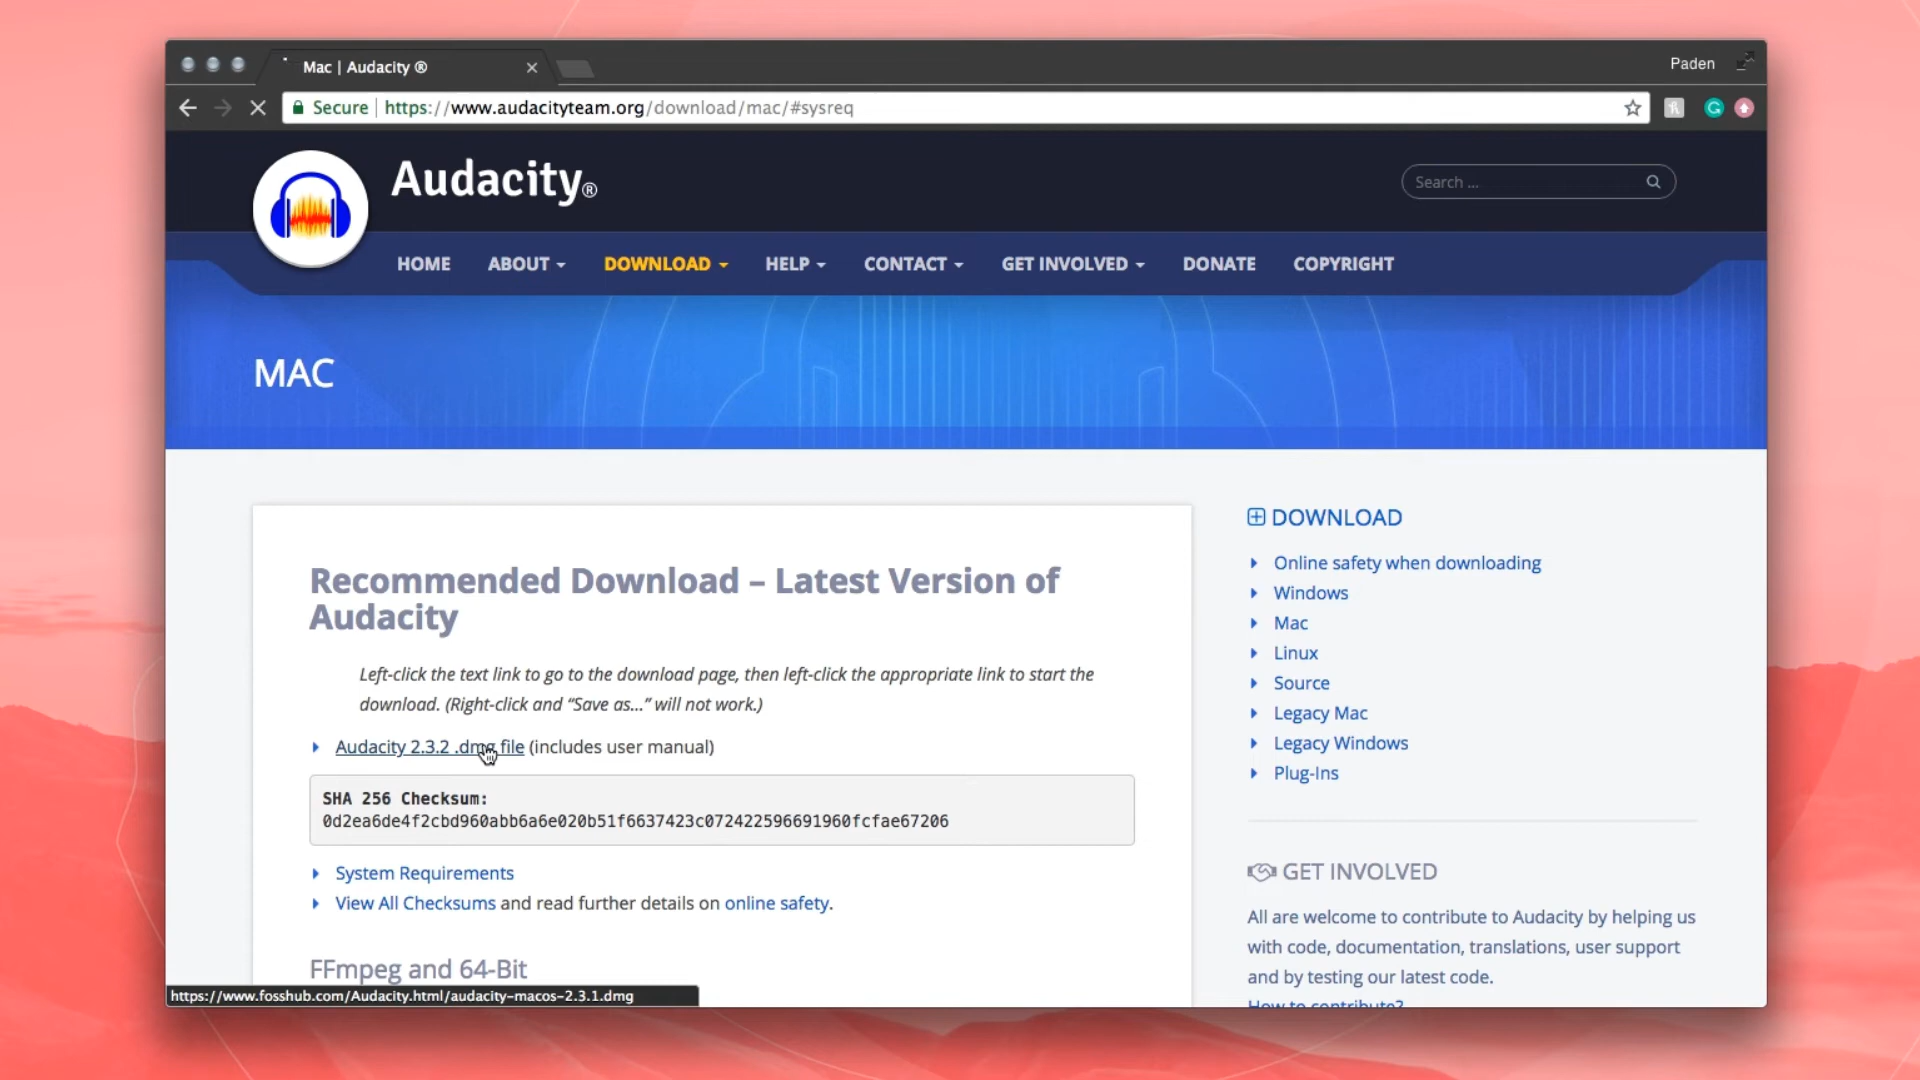 Mac | Audacity ®
Paden
Secure | https://www.audacityteam.org/download/mac/#sysreq
Audacity®
Search ...
HOME ABOUT DOWNLOAD HELP CONTACT GET INVOLVED DONATE COPYRIGHT
MAC
Recommended Download – Latest Version of
Audacity
Left-click the text link to go to the download page, then left-click the appropriate link to start the
download. (Right-click and “Save as...” will not work.)
Audacity 2.3.2 .dmg file (includes user manual)
SHA 256 Checksum:
0d2ea6de4f2cbd960abb6a6e020b51f6637423c072422596691960fcfae67206
System Requirements
View All Checksums and read further details on online safety.
FFmpeg and 64-Bit
https://www.fosshub.com/Audacity.html/audacity-macos-2.3.1.dmg
DOWNLOAD
Online safety when downloading
Windows
Mac
Linux
Source
Legacy Mac
Legacy Windows
Plug-Ins
GET INVOLVED
All are welcome to contribute to Audacity by helping us
with code, documentation, translations, user support
and by testing our latest code.
How to contribute?